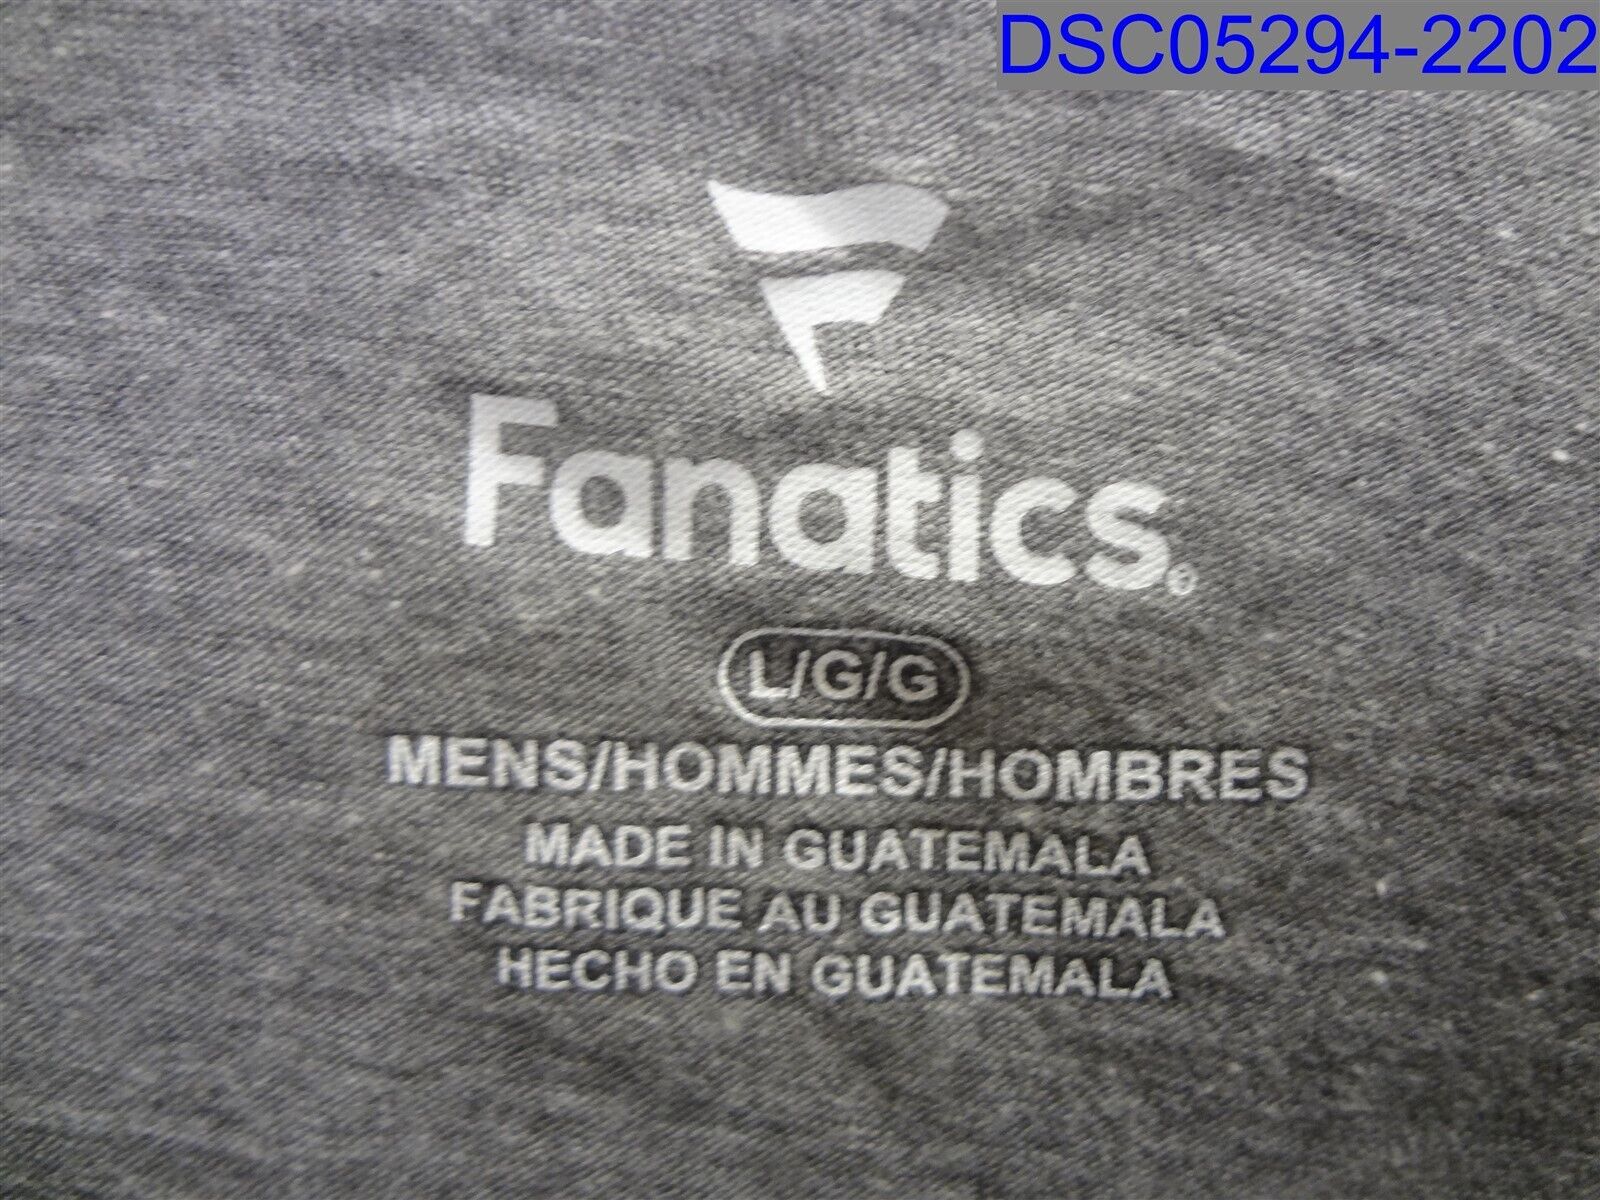 DSC05294-2202
Fanatics®
L/G/G
MENS/HOMMES/HOMBRES
MADE IN GUATEMALA
FABRIQUE AU GUATEMALA
HECHO EN GUATEMALA